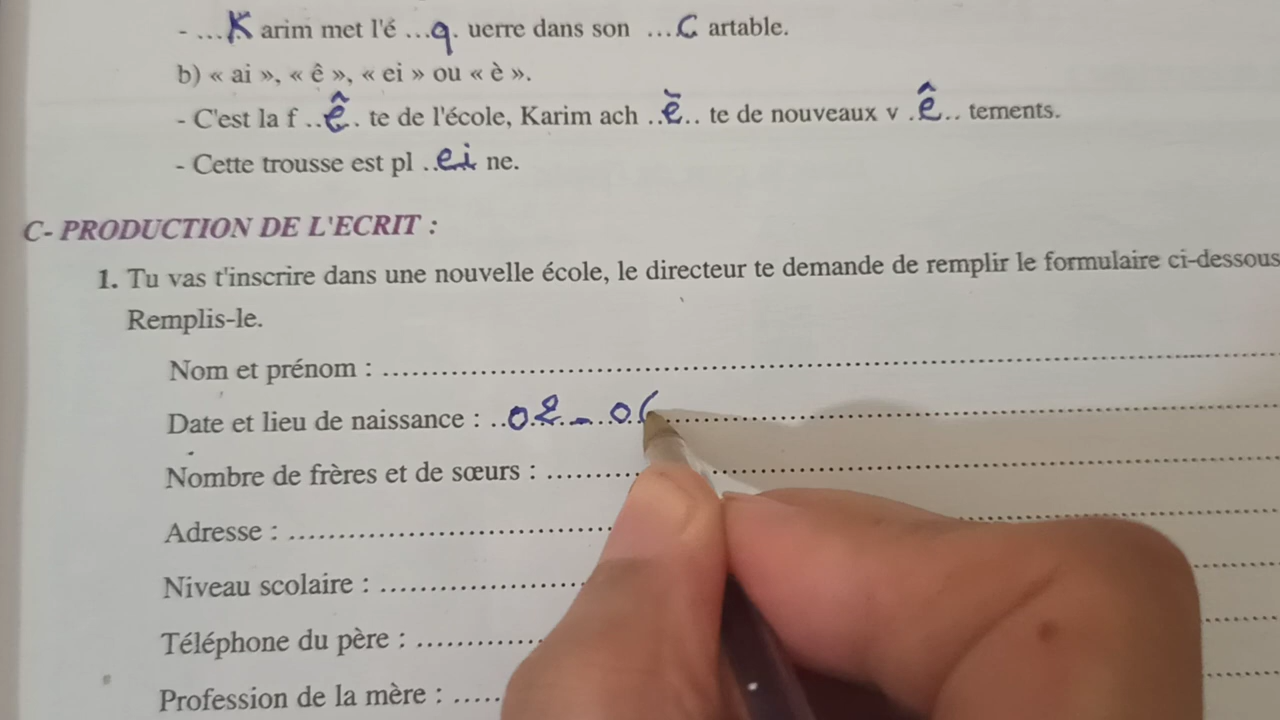 - ...K arim met l'é ...q. uerre dans son ...c artable.
b) « ai », « ê », « ei » ou « è ».
- C'est la f ..ê. te de l'école, Karim ach ..è.. te de nouveaux v .ê.. tements.
- Cette trousse est pl ..ei ne.
C- PRODUCTION DE L'ECRIT :
1. Tu vas t'inscrire dans une nouvelle école, le directeur te demande de remplir le formulaire ci-dessous
Remplis-le.
Nom et prénom :
Date et lieu de naissance : 02 - 0
Nombre de frères et de sœurs :
Adresse :
Niveau scolaire :
Téléphone du père :
Profession de la mère :